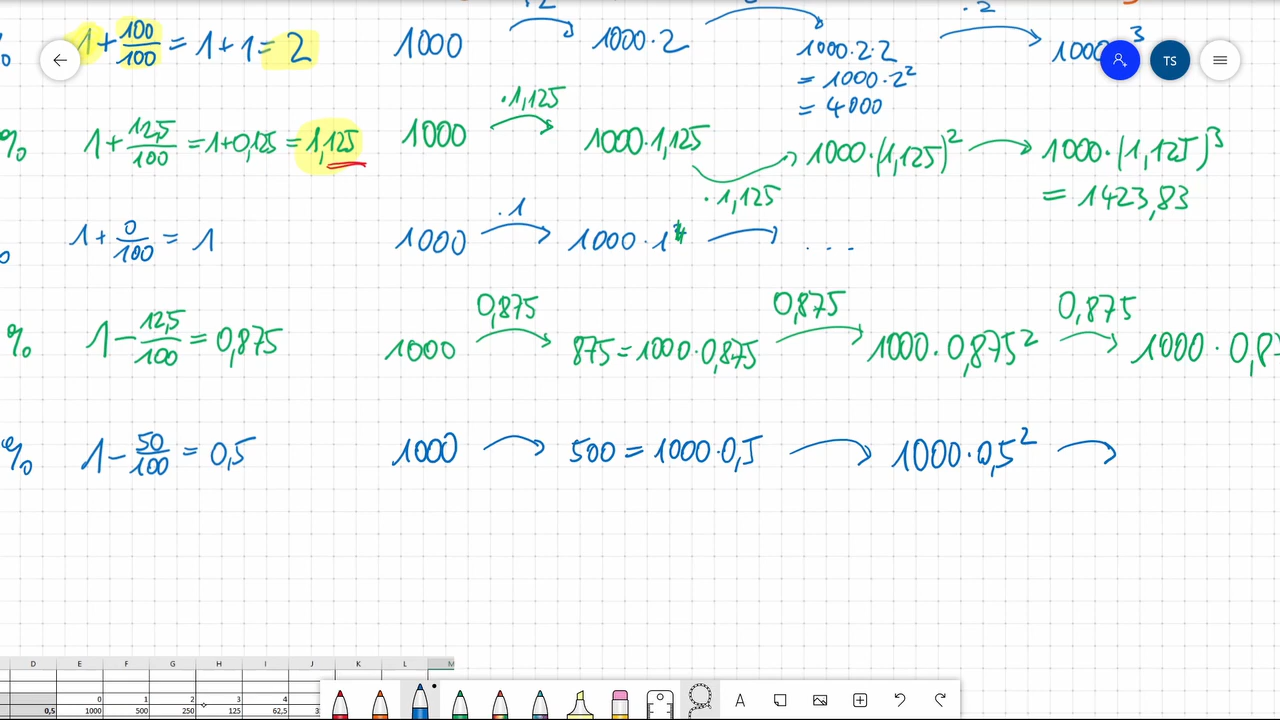 % 1 + 100/100 = 1 + 1 = 2 1000 1000·2 1000·2·2 ·2 1000 3
= 1000·2²
= 4000
·1,125
% 1 + 12,5/100 = 1+0,125 = 1,125 1000 1000·1,125 1000·(1,125)² 1000·(1,125)³
·1,125 = 1423,83
·1
1 + 0/100 = 1 1000 1000·1 ...
0,875 0,875 0,875
% 1 − 12,5/100 = 0,875 1000 875 = 1000·0,875 1000·0,875² 1000·0,8
% 1 − 50/100 = 0,5 1000 500 = 1000·0,5 1000·0,5²
TS
D E F G H I J K L M
0 1 2 3 4
0,5 1000 500 250 125 62,5 3
A